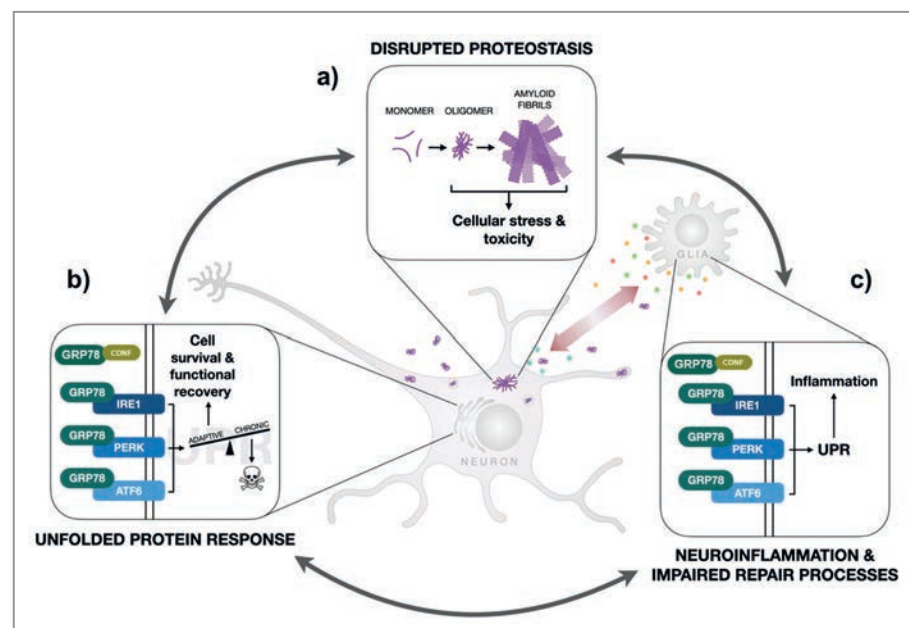 DISRUPTED PROTEOSTASIS
a)
MONOMER
OLIGOMER
AMYLOID
FIBRILS
Cellular stress &
toxicity
GLIA
b)
GRP78
CDNF
GRP78
IRE1
GRP78
PERK
GRP78
ATF6
Cell
survival &
functional
recovery
ADAPTIVE
CHRONIC
UPR
UNFOLDED PROTEIN RESPONSE
NEURON
c)
GRP78
CDNF
GRP78
IRE1
GRP78
PERK
GRP78
ATF6
Inflammation
UPR
NEUROINFLAMMATION &
IMPAIRED REPAIR PROCESSES